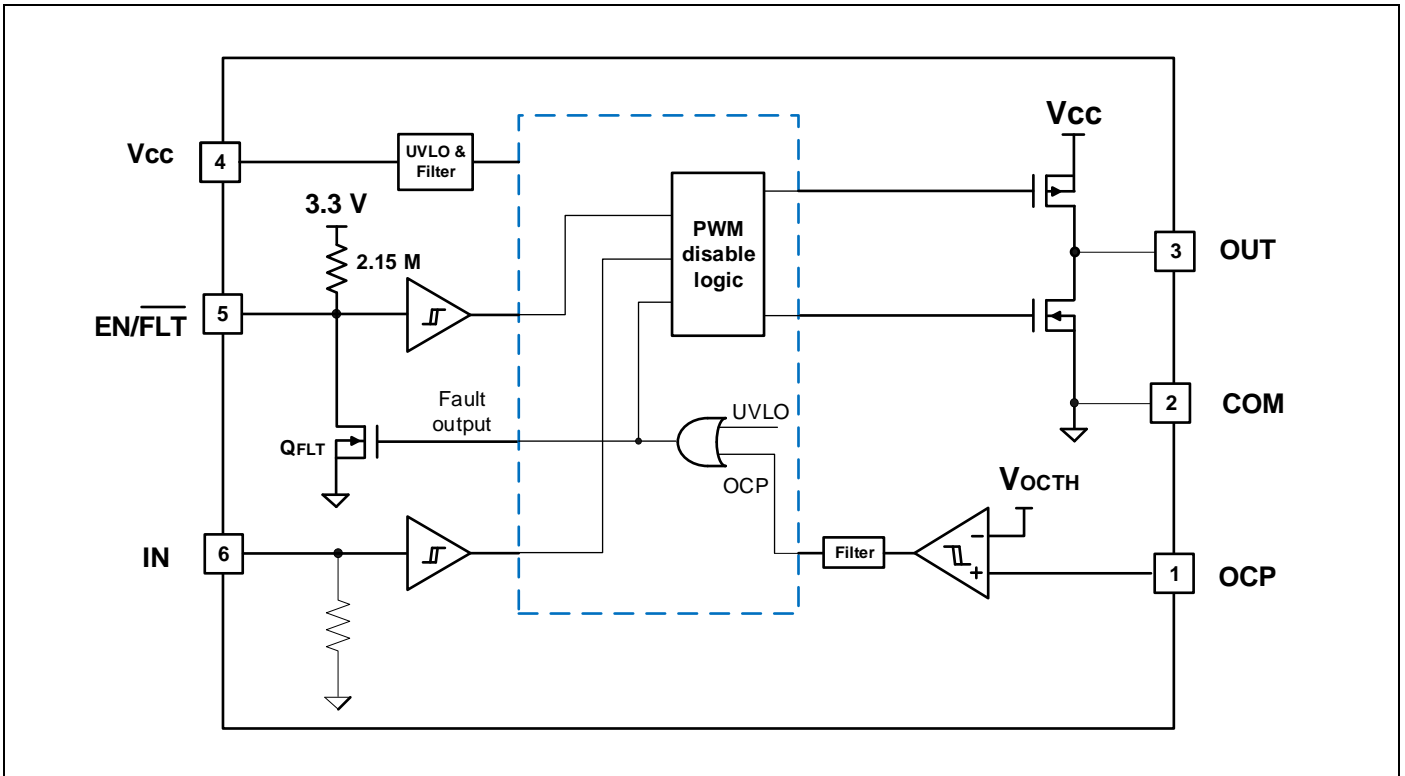 Vcc
4
UVLO &
Filter
3.3 V
2.15 M
EN/FLT
5
Fault
output
QFLT
IN
6
PWM
disable
logic
UVLO
OCP
Filter
VOCTH
Vcc
3
OUT
2
COM
-
+
1
OCP